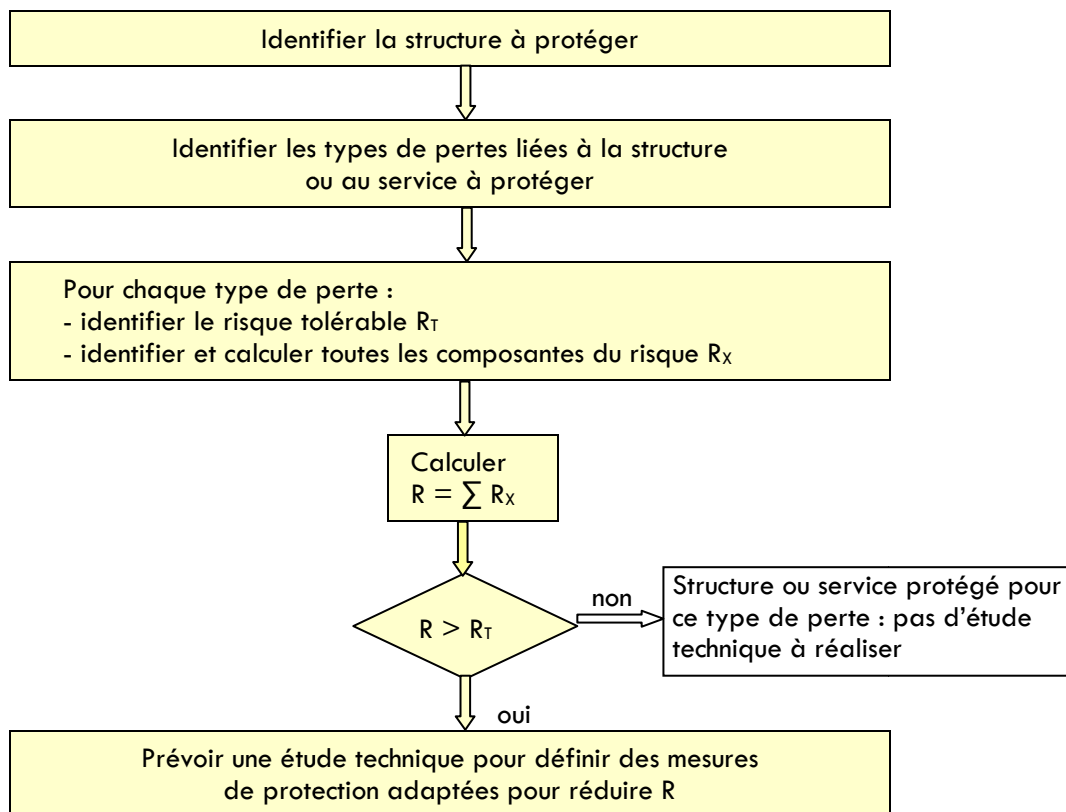 Identifier la structure à protéger
Identifier les types de pertes liées à la structure
ou au service à protéger
Pour chaque type de perte :
- identifier le risque tolérable RT
- identifier et calculer toutes les composantes du risque RX
Calculer
R = ∑ RX
R > RT
non
Structure ou service protégé pour
ce type de perte : pas d’étude
technique à réaliser
oui
Prévoir une étude technique pour définir des mesures
de protection adaptées pour réduire R